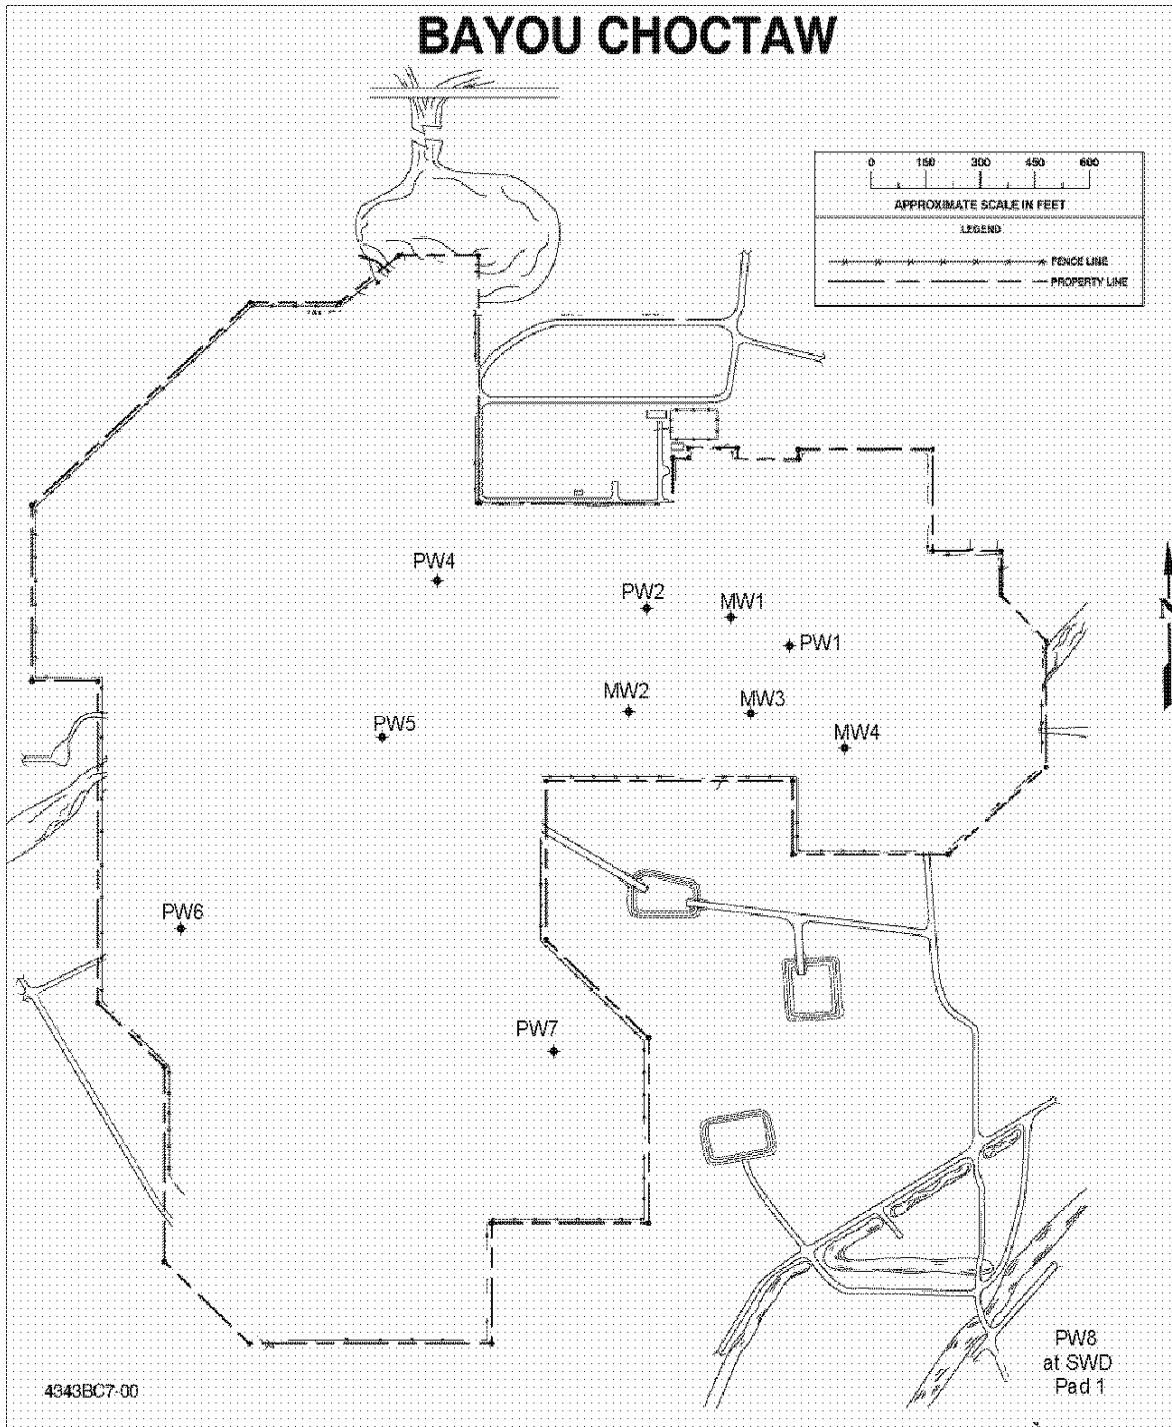 BAYOU CHOCTAW
0 150 300 450 600
APPROXIMATE SCALE IN FEET
LEGEND
FENCE LINE
PROPERTY LINE
PW4
PW2
MW1
N
PW1
MW2
MW3
PW5
MW4
PW6
PW7
PW8
at SWD
Pad 1
4343BC7-00